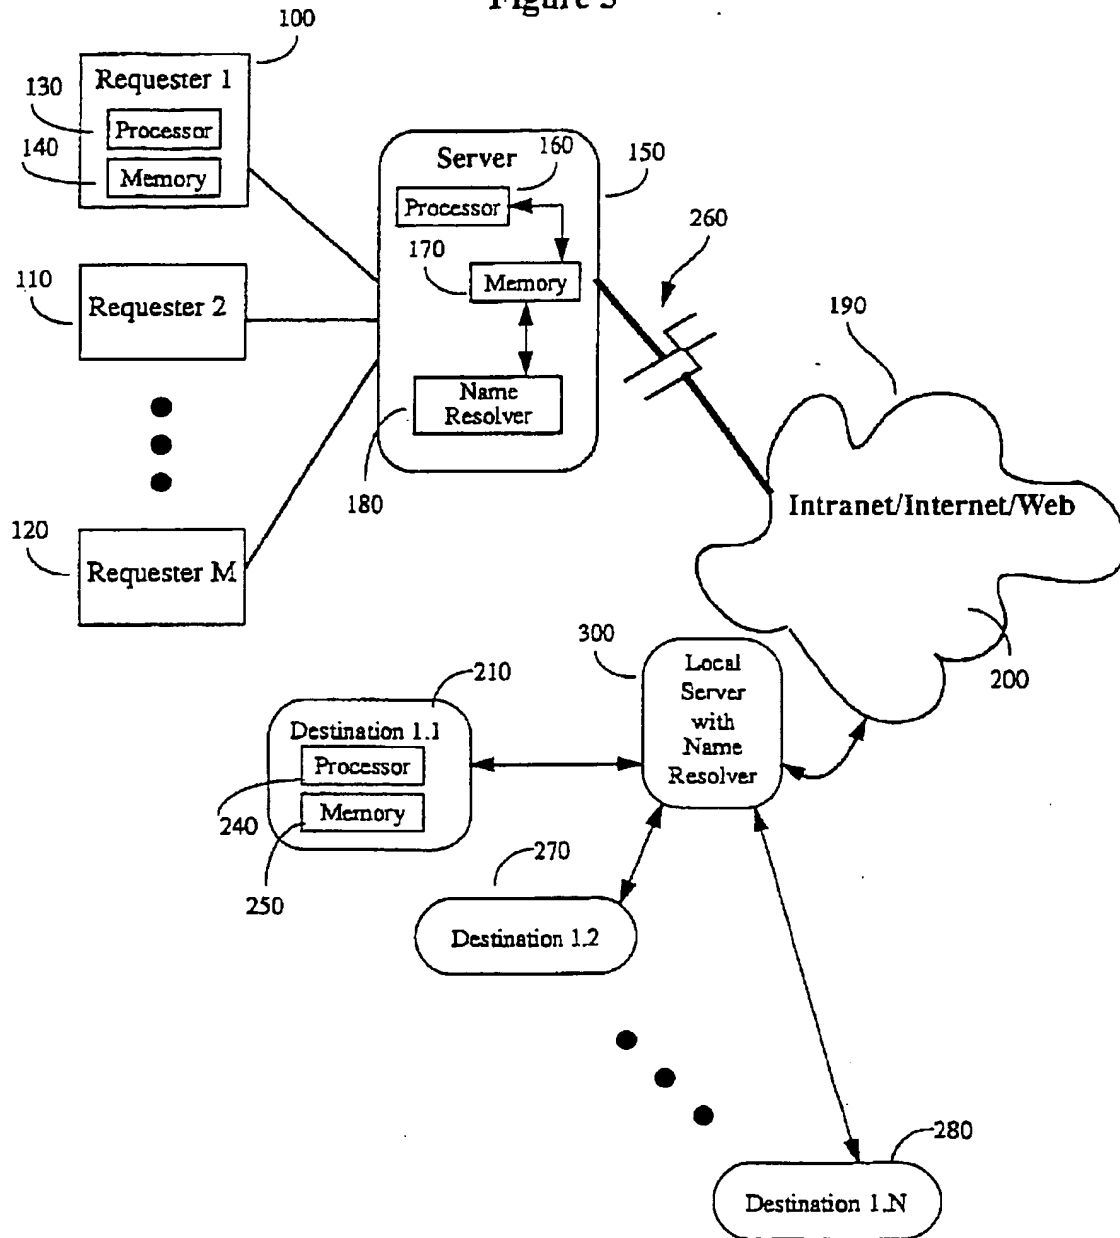 Figure 3
100
Requester 1
130
Processor
140
Memory
110
Requester 2
120
Requester M
Server
160
150
Processor
170
Memory
Name
Resolver
180
260
190
Intranet/Internet/Web
200
300
Local
Server
with
Name
Resolver
210
Destination 1.1
Processor
240
Memory
250
270
Destination 1.2
280
Destination 1.N